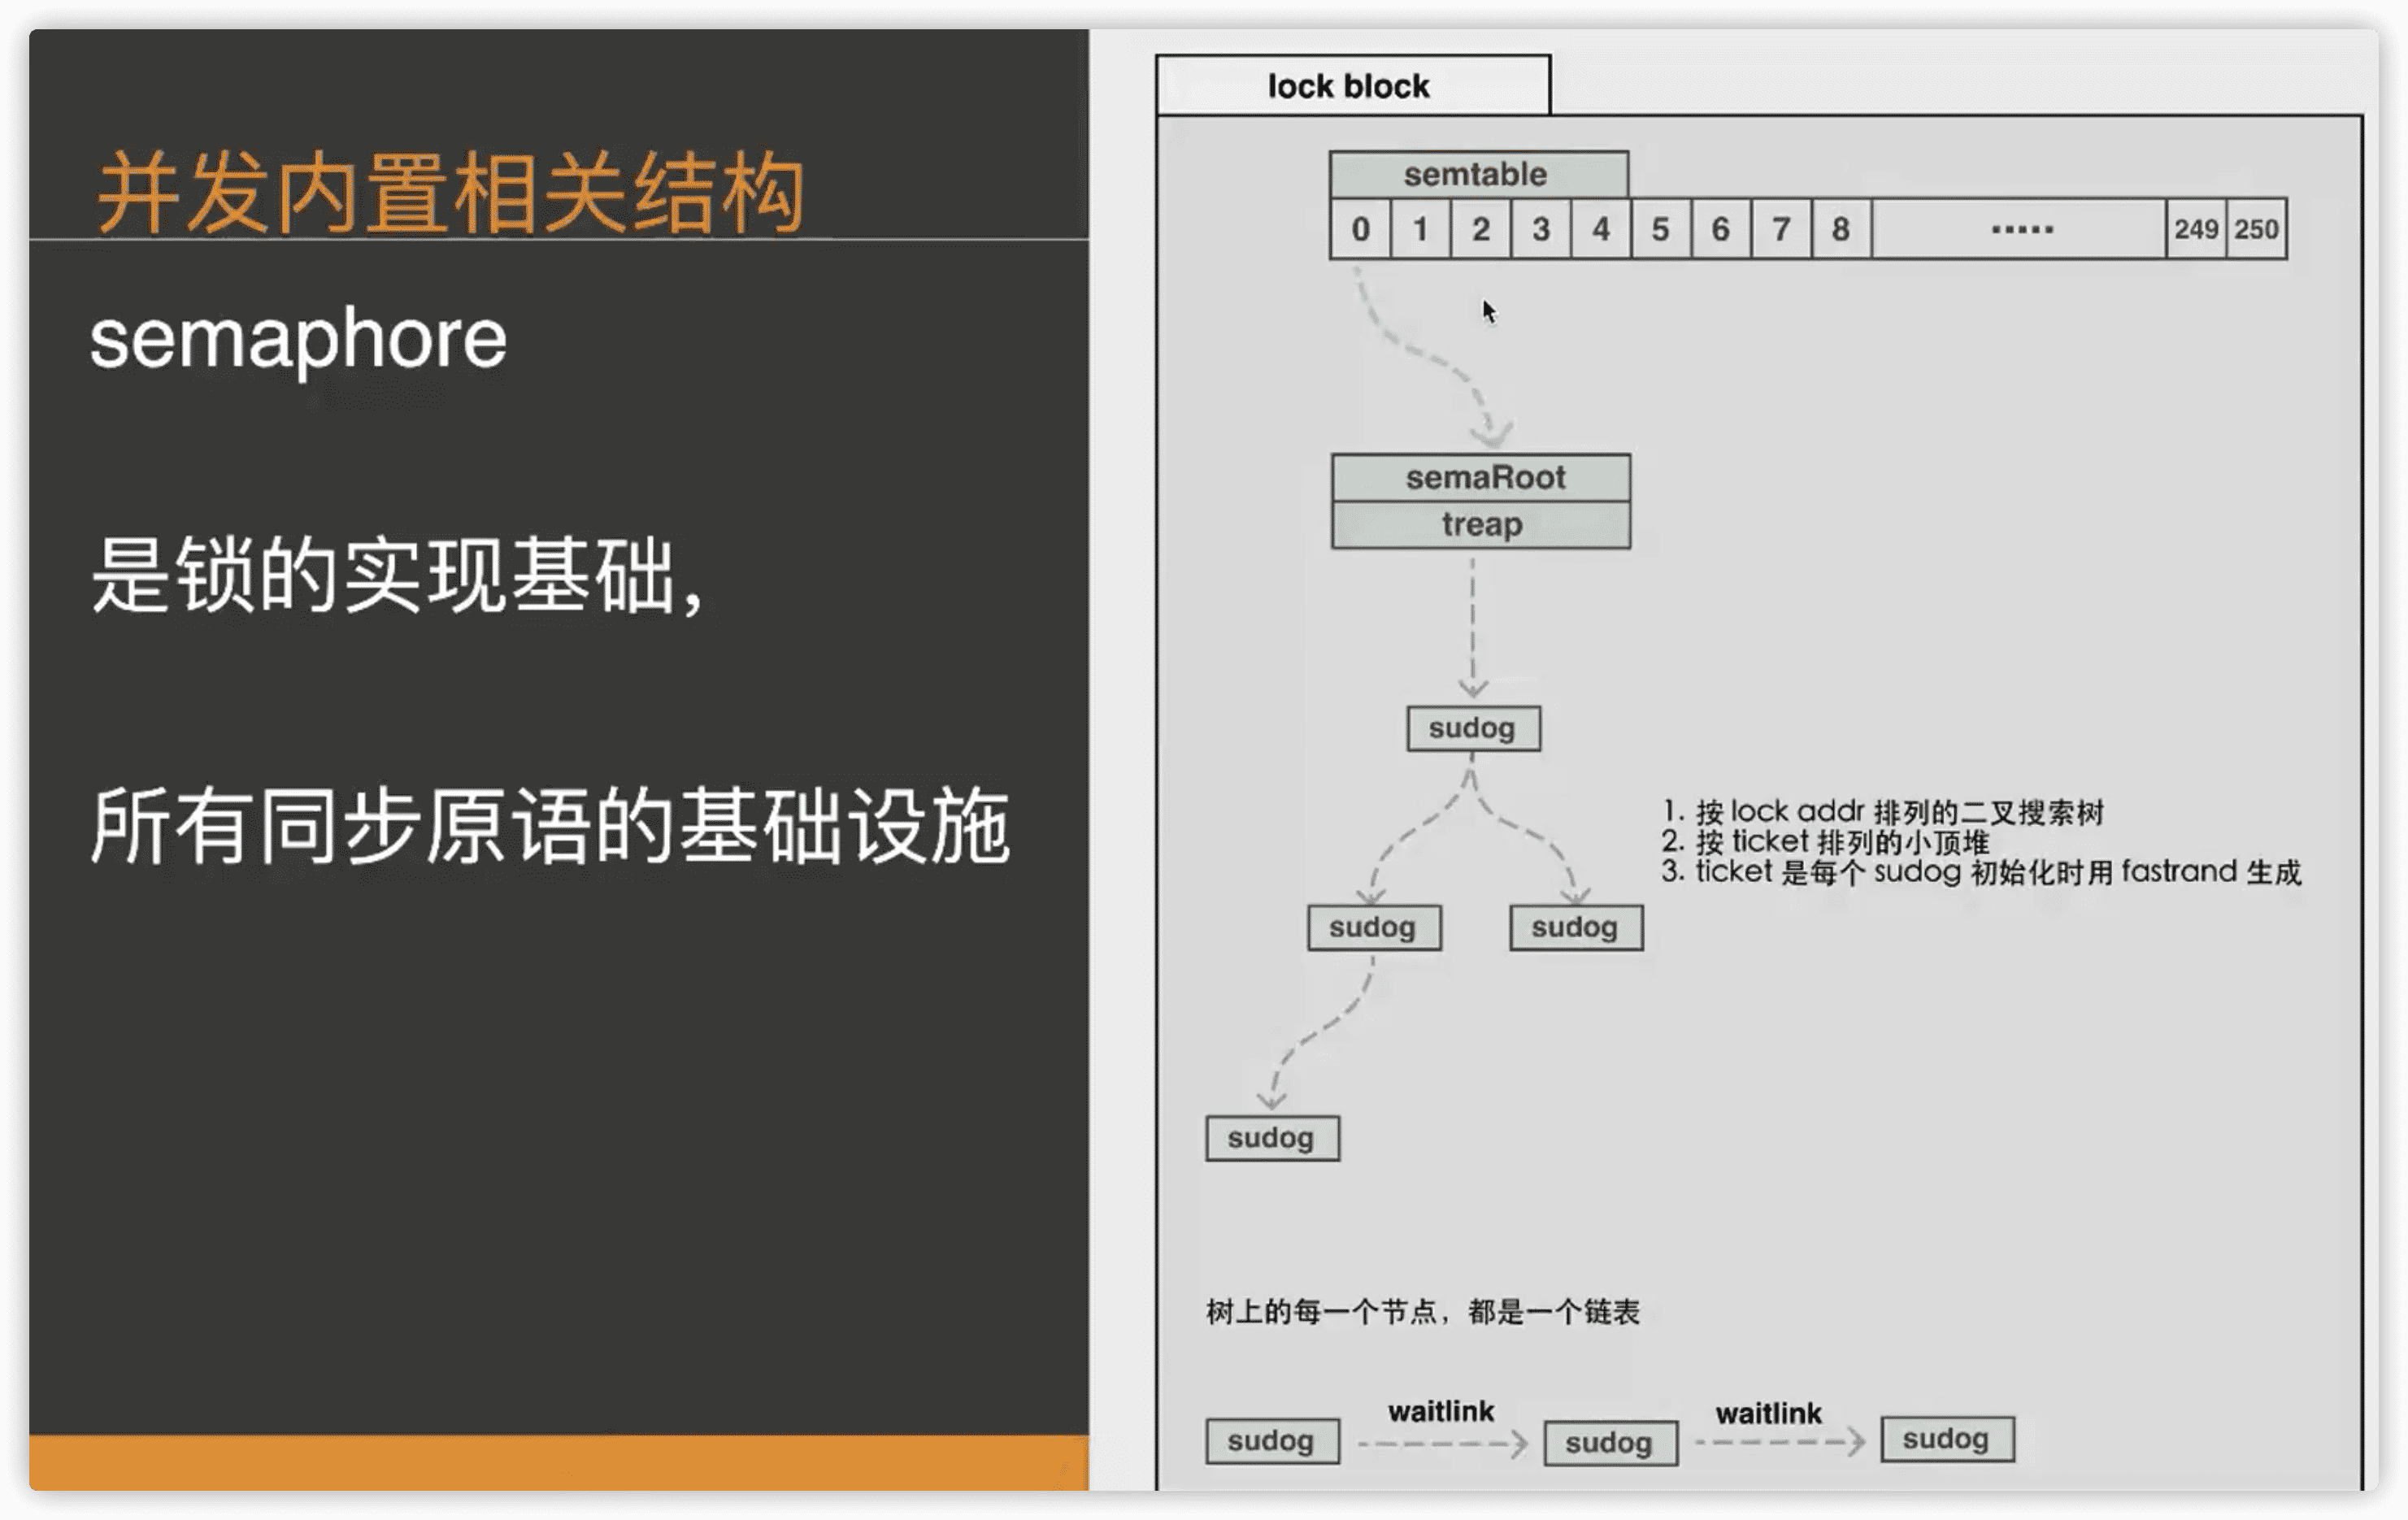 并发内置相关结构
semaphore
是锁的实现基础,
所有同步原语的基础设施
lock block
semtable
0 1 2 3 4 5 6 7 8 ..... 249 250
semaRoot
treap
sudog
1. 按 lock addr 排列的二叉搜索树
2. 按 ticket 排列的小顶堆
3. ticket 是每个 sudog 初始化时用 fastrand 生成
sudog sudog
sudog
树上的每一个节点，都是一个链表
waitlink waitlink
sudog sudog sudog